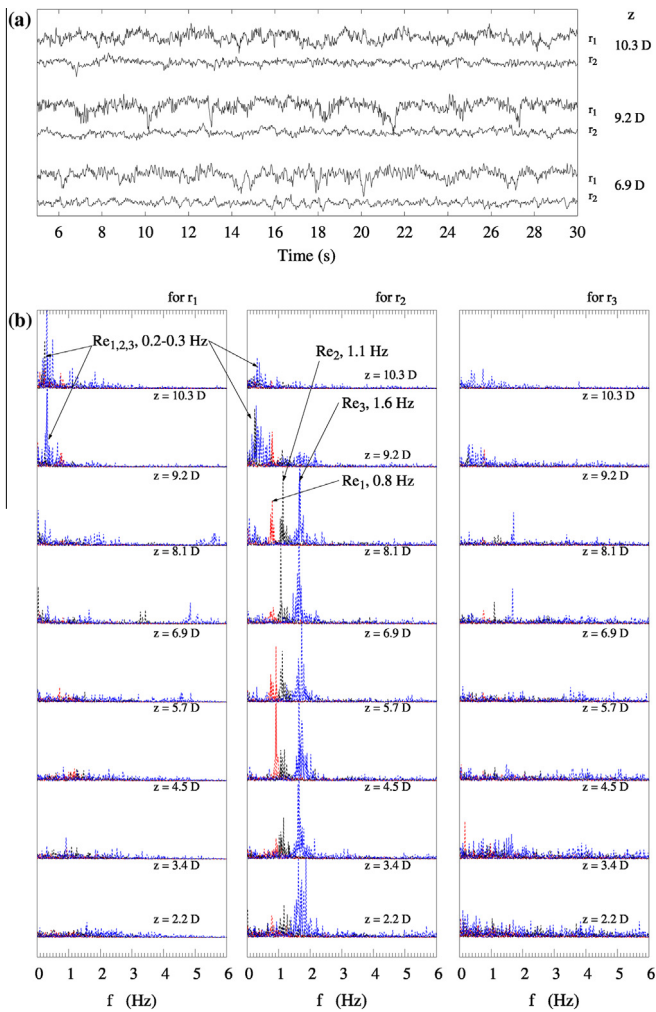 (a)
z
r1
10.3 D
r2
r1
9.2 D
r2
r1
6.9 D
r2
6 8 10 12 14 16 18 20 22 24 26 28 30
Time (s)
for r1 for r2 for r3
(b)
Re1,2,3, 0.2-0.3 Hz
Re2, 1.1 Hz
z = 10.3 D z = 10.3 D z = 10.3 D
Re3, 1.6 Hz
z = 9.2 D z = 9.2 D z = 9.2 D
Re1, 0.8 Hz
z = 8.1 D z = 8.1 D z = 8.1 D
z = 6.9 D z = 6.9 D z = 6.9 D
z = 5.7 D z = 5.7 D z = 5.7 D
z = 4.5 D z = 4.5 D z = 4.5 D
z = 3.4 D z = 3.4 D z = 3.4 D
z = 2.2 D z = 2.2 D z = 2.2 D
0 1 2 3 4 5 6 0 1 2 3 4 5 6 0 1 2 3 4 5 6
f (Hz) f (Hz) f (Hz)